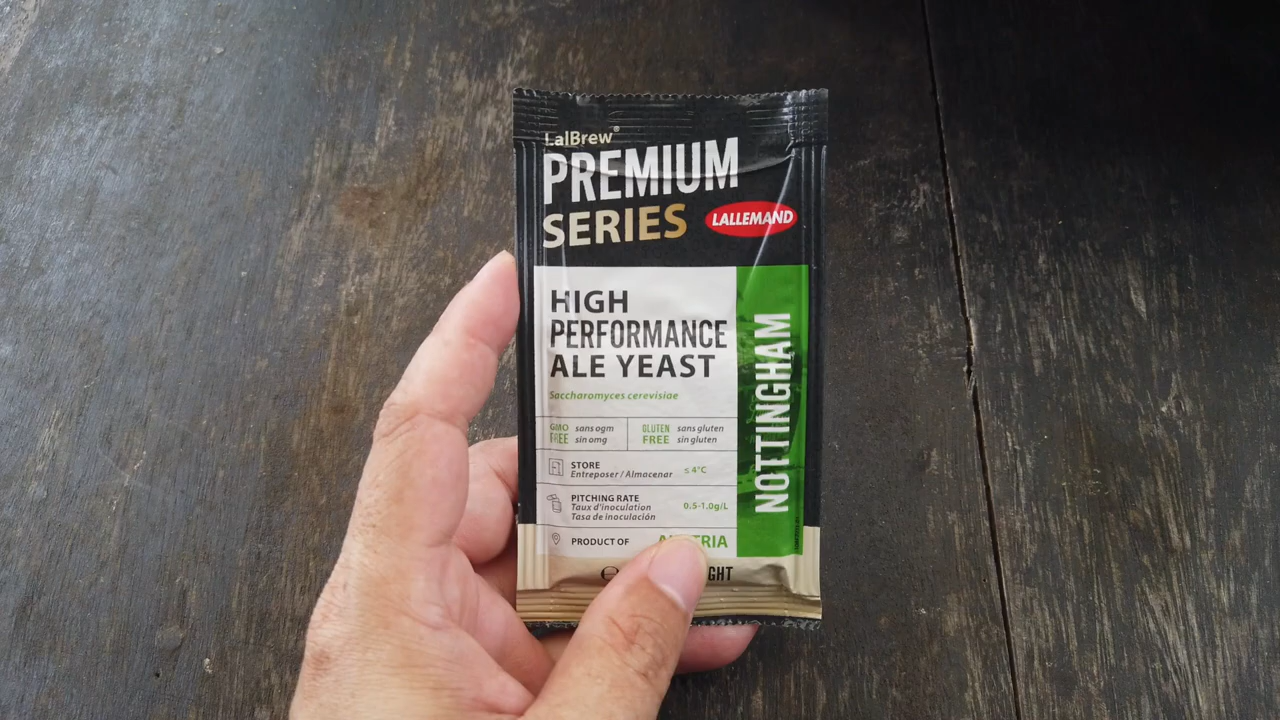 LalBrew®
PREMIUM
SERIES
LALLEMAND
HIGH
PERFORMANCE
ALE YEAST
Saccharomyces cerevisiae
GMO FREE
sans ogm
sin omg
GLUTEN FREE
sans gluten
sin gluten
STORE
Entreposer / Almacenar
≤ 4°C
PITCHING RATE
Taux d'inoculation
Tasa de inoculación
0.5-1.0g/L
PRODUCT OF
NOTTINGHAM